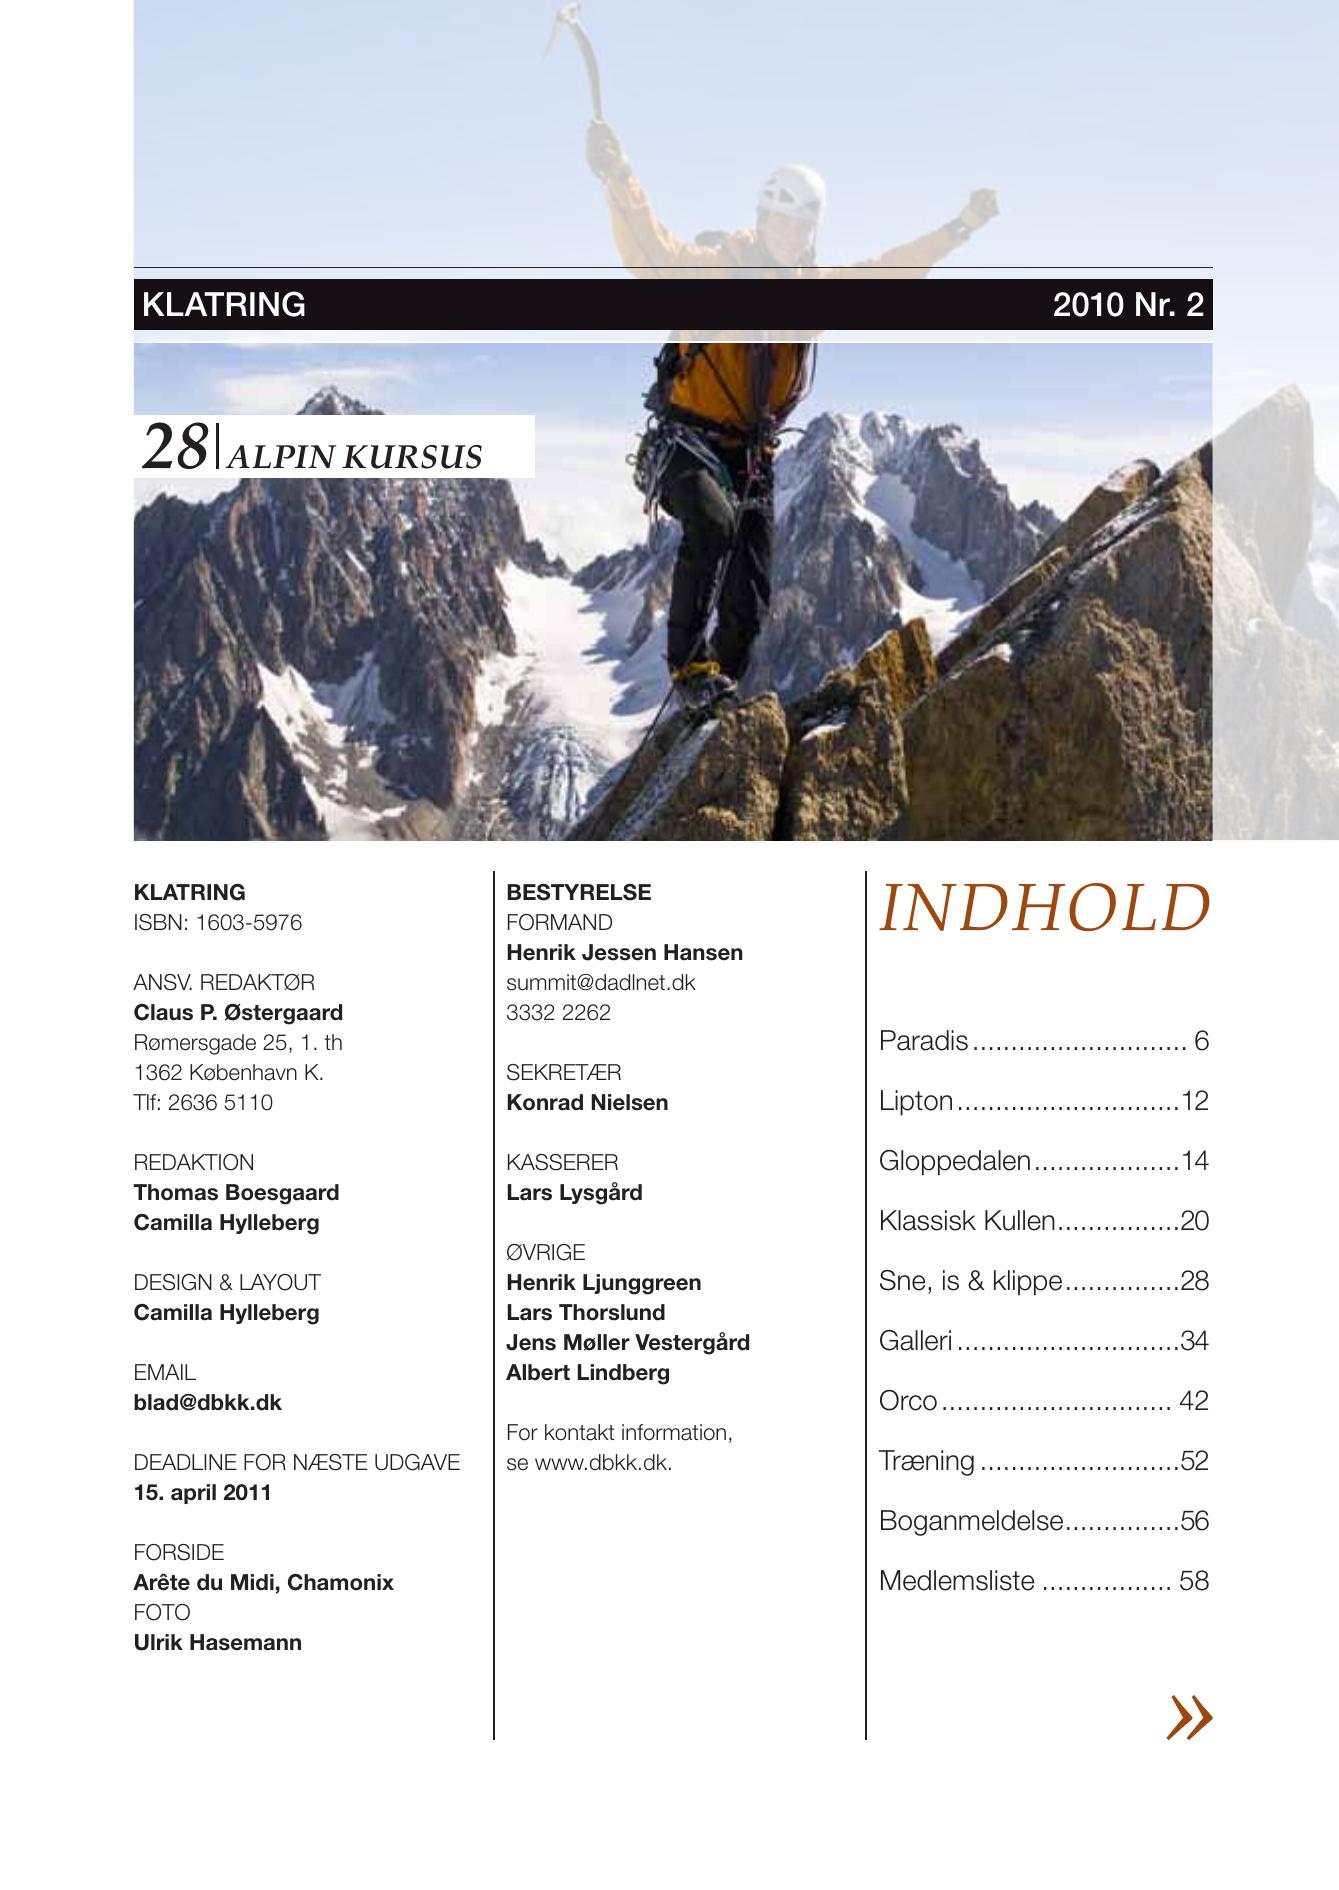 KLATRING 2010 Nr. 2
28 | ALPIN KURSUS
KLATRING
ISBN: 1603-5976
ANSV. REDAKTØR
Claus P. Østergaard
Rømersgade 25, 1. th
1362 København K.
Tlf: 2636 5110
REDAKTION
Thomas Boesgaard
Camilla Hylleberg
DESIGN & LAYOUT
Camilla Hylleberg
EMAIL
blad@dbkk.dk
DEADLINE FOR NÆSTE UDGAVE
15. april 2011
FORSIDE
Arête du Midi, Chamonix
FOTO
Ulrik Hasemann
BESTYRELSE
FORMAND
Henrik Jessen Hansen
summit@dadlnet.dk
3332 2262
SEKRETÆR
Konrad Nielsen
KASSERER
Lars Lysgård
ØVRIGE
Henrik Ljunggreen
Lars Thorslund
Jens Møller Vestergård
Albert Lindberg
For kontakt information,
se www.dbkk.dk.
INDHOLD
Paradis ............................ 6
Lipton .............................12
Gloppedalen ...................14
Klassisk Kullen................20
Sne, is & klippe...............28
Galleri .............................34
Orco .............................. 42
Træning ..........................52
Boganmeldelse...............56
Medlemsliste ................. 58
»